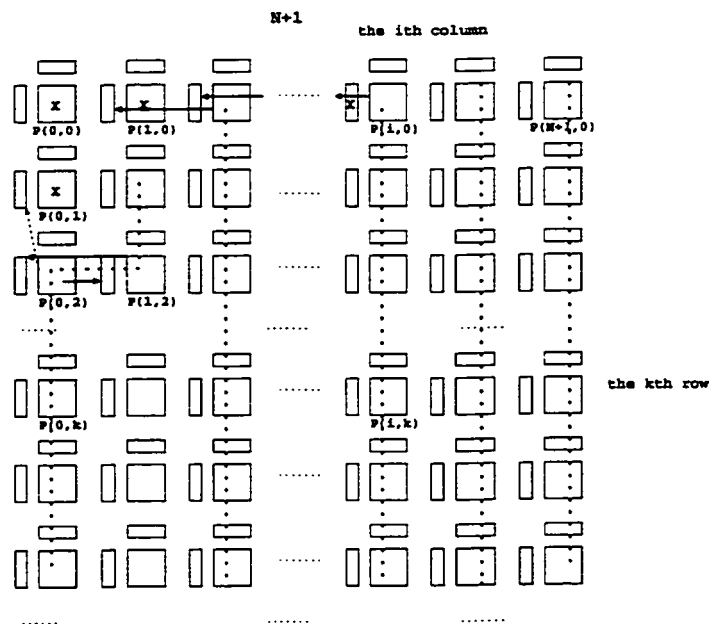 N+1
the ith column
x x x
P(0,0) P(1,0) P(i,0) P(N+1,0)
x
P(0,1)
P(0,2) P(1,2)
the kth row
P(0,k) P(i,k)